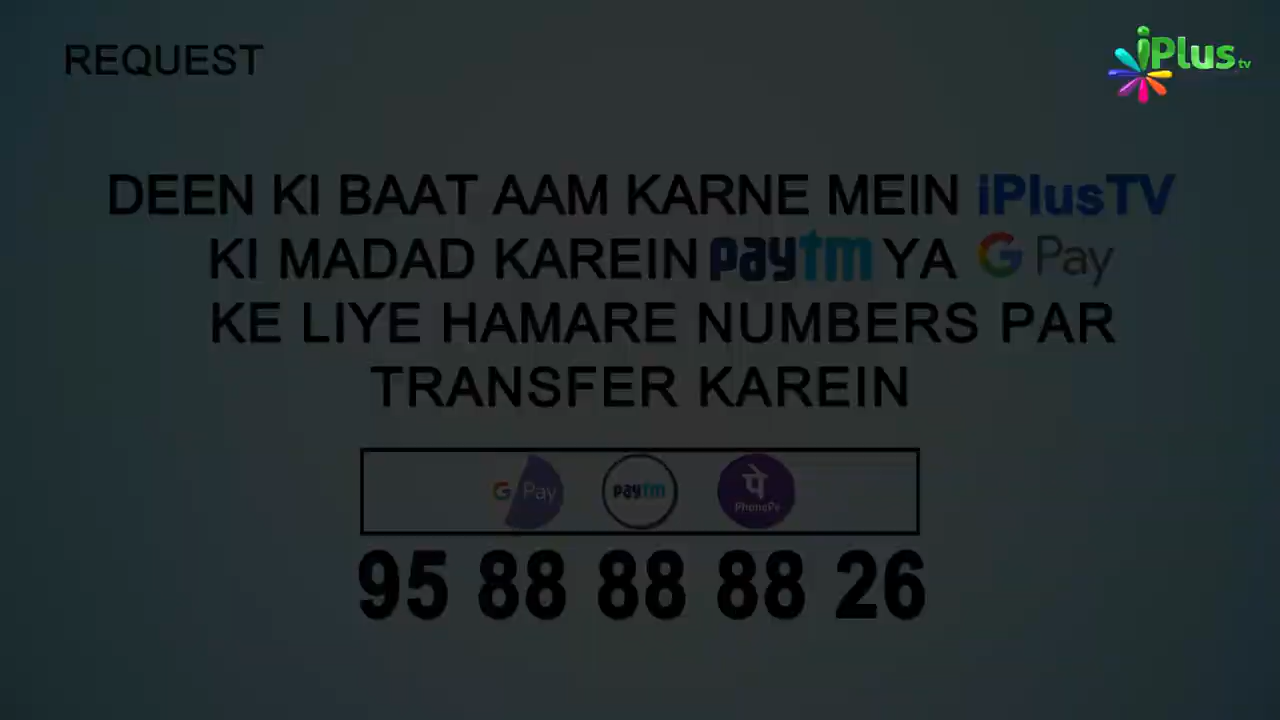 REQUEST
iPlus tv
DEEN KI BAAT AAM KARNE MEIN iPlusTV
KI MADAD KAREIN paytm YA G Pay
KE LIYE HAMARE NUMBERS PAR
TRANSFER KAREIN
G Pay paytm पे PhonePe
95 88 88 88 26